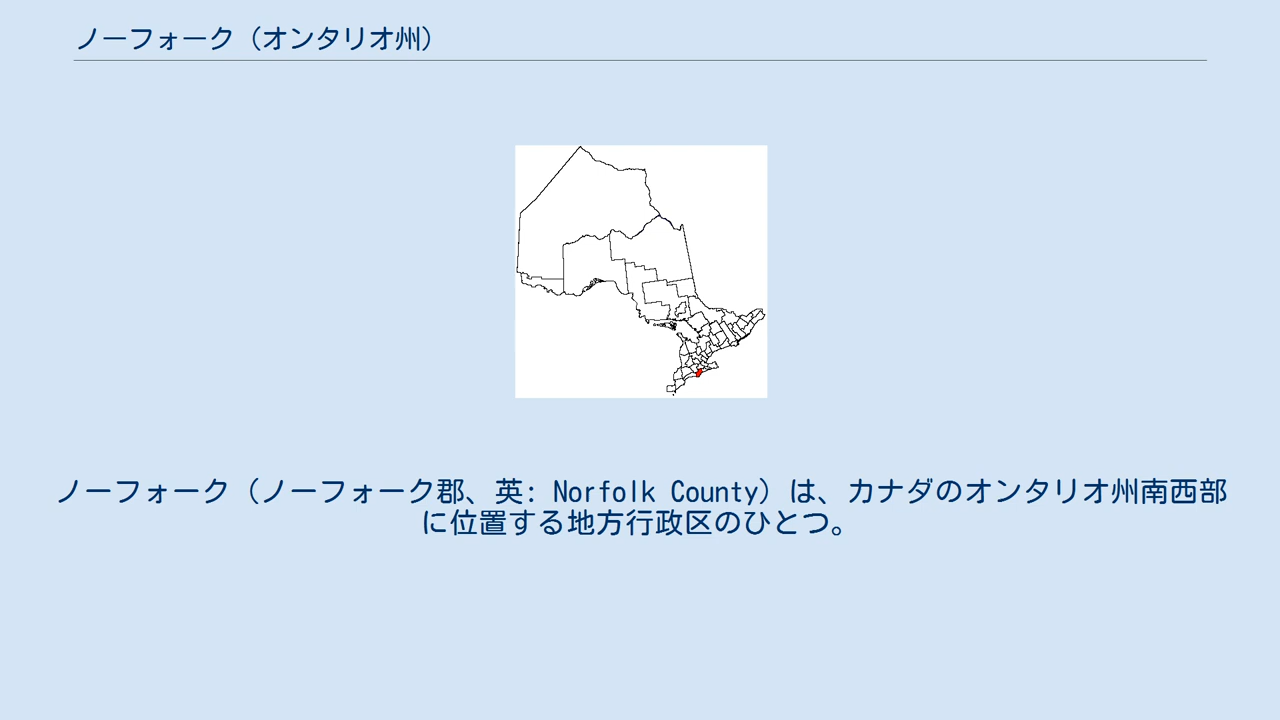 ノーフォーク（オンタリオ州）
ノーフォーク（ノーフォーク郡、英: Norfolk County）は、カナダのオンタリオ州南西部
に位置する地方行政区のひとつ。